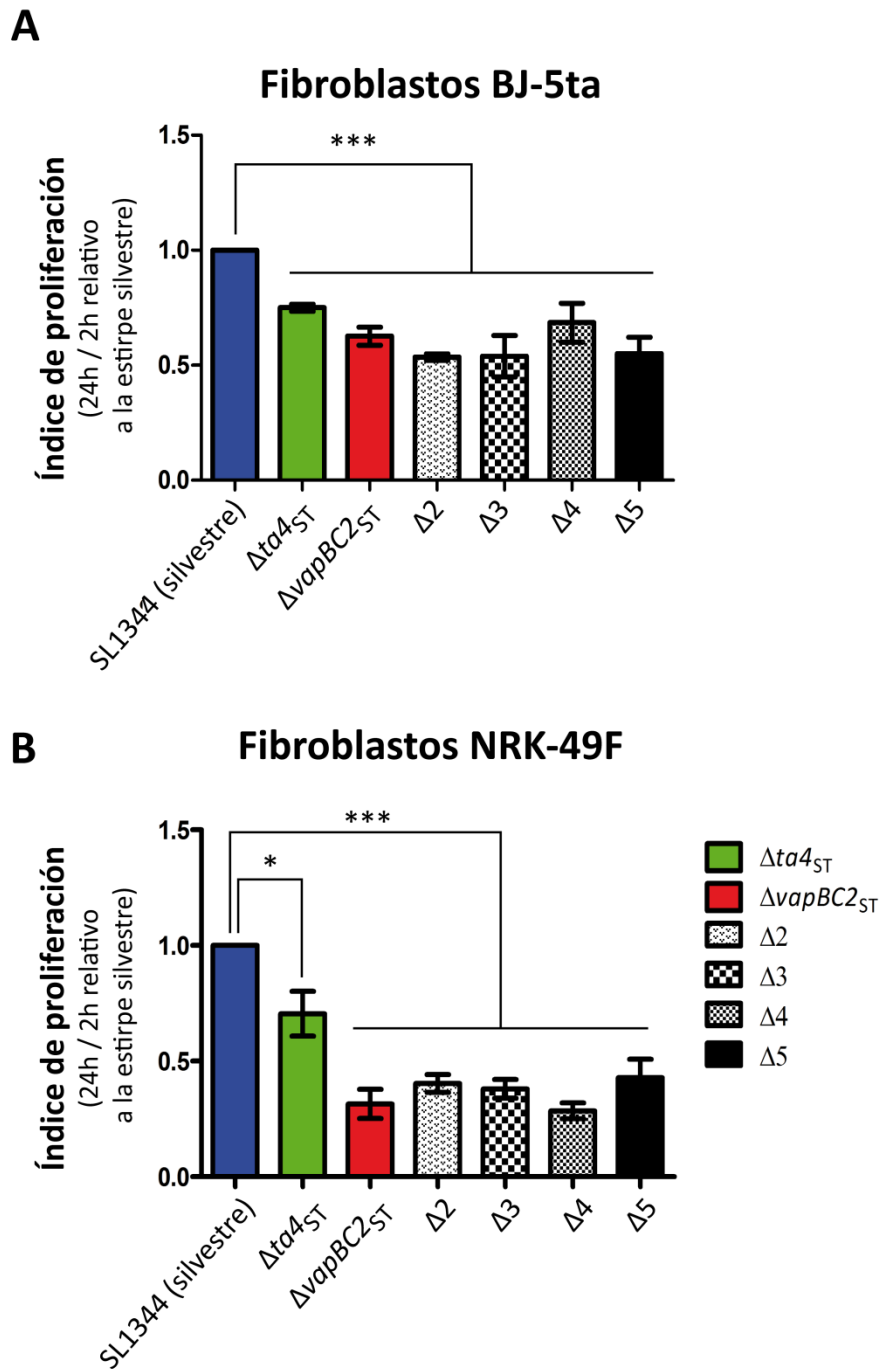 A
Fibroblastos BJ-5ta
Índice de proliferación
(24h / 2h relativo
a la estirpe silvestre)
1.5
1.0
0.5
0.0
***
SL1344 (silvestre)
Δta4ST
ΔvapBC2ST
Δ2
Δ3
Δ4
Δ5
B
Fibroblastos NRK-49F
Índice de proliferación
(24h / 2h relativo
a la estirpe silvestre)
1.5
1.0
0.5
0.0
***
*
SL1344 (silvestre)
Δta4ST
ΔvapBC2ST
Δ2
Δ3
Δ4
Δ5
Δta4ST
ΔvapBC2ST
Δ2
Δ3
Δ4
Δ5